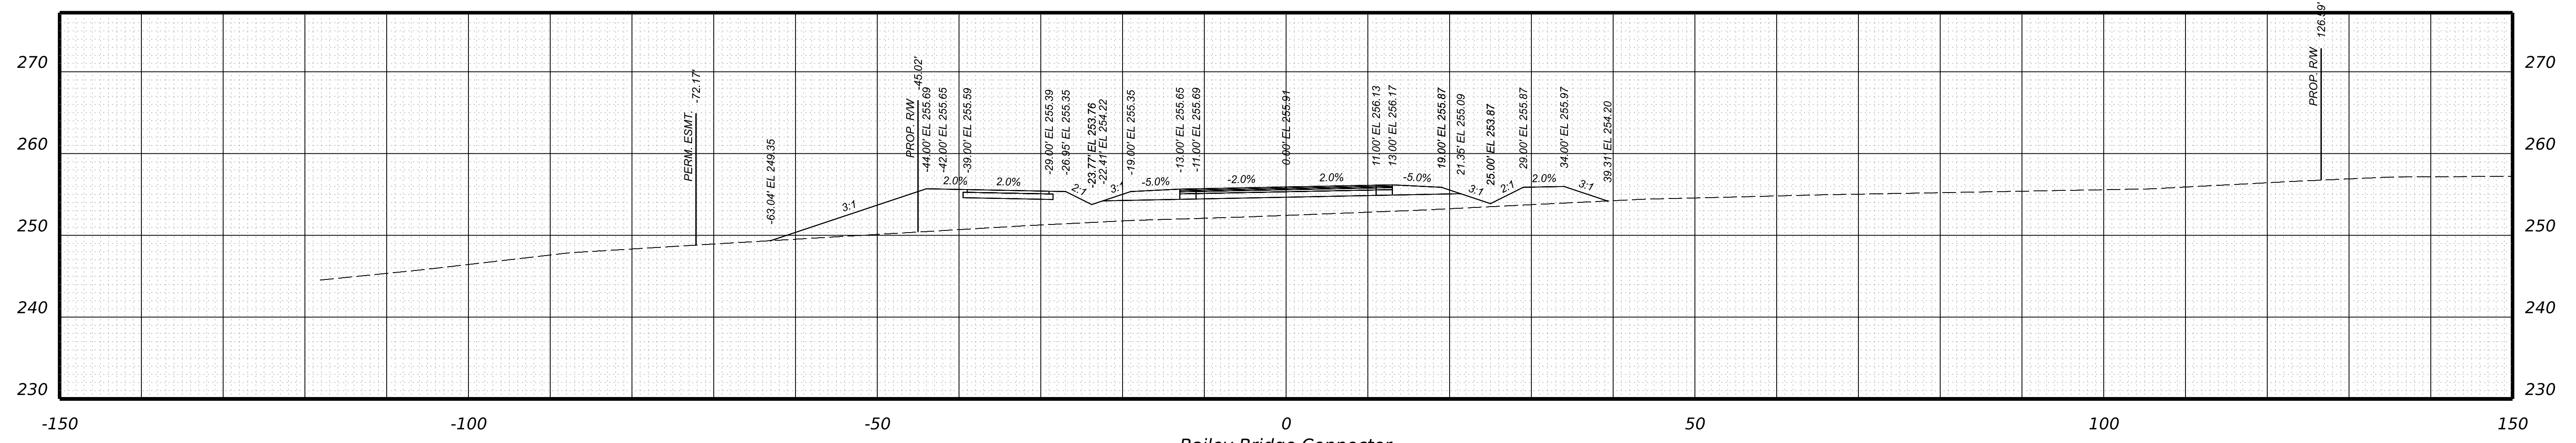 126.59'
270
270
PROP. R/W
-72.17'
-45.02'
PERM. ESMT.
PROP. R/W
-63.04' EL 249.35
-44.00' EL 255.69
-42.00' EL 255.65
-39.00' EL 255.59
-29.00' EL 255.39
-26.95' EL 255.35
-23.77' EL 253.76
-22.41' EL 254.22
-19.00' EL 255.35
-13.00' EL 255.65
-11.00' EL 255.69
0.00' EL 255.91
11.00' EL 256.13
13.00' EL 256.17
19.00' EL 255.87
21.35' EL 255.09
25.00' EL 253.87
29.00' EL 255.87
34.00' EL 255.97
39.31 EL 254.20
260
260
3:1
2.0%
2.0%
2:1
3:1
-5.0%
-2.0%
2.0%
-5.0%
3:1
2:1
2.0%
3:1
250
250
240
240
230
230
-150
-100
-50
0
50
100
150
Bailey Bridge Connector